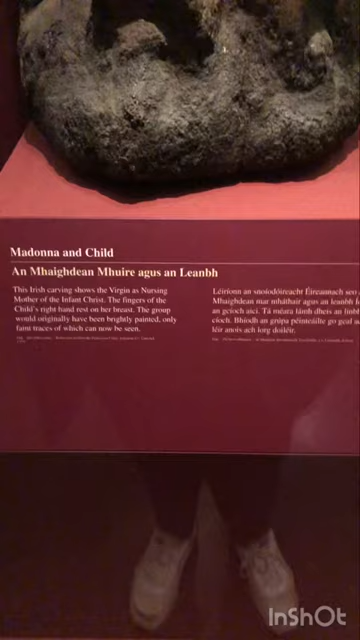 Madonna and Child
An Mhaighdean Mhuire agus an Leanbh
This Irish carving shows the Virgin as Nursing
Mother of the Infant Christ. The fingers of the
Child's right hand rest on her breast. The group
would originally have been brightly painted, only
faint traces of which can now be seen.
Léiríonn an snoíodóireacht Éireannach seo
Mhaighdean mar mháthair agus an leanbh
an gcíoch aici. Tá méara lámh dheis an
cíoch. Bhíodh an grúpa péinteáilte go geal
léir anois ach lorg doiléir.
InShOt